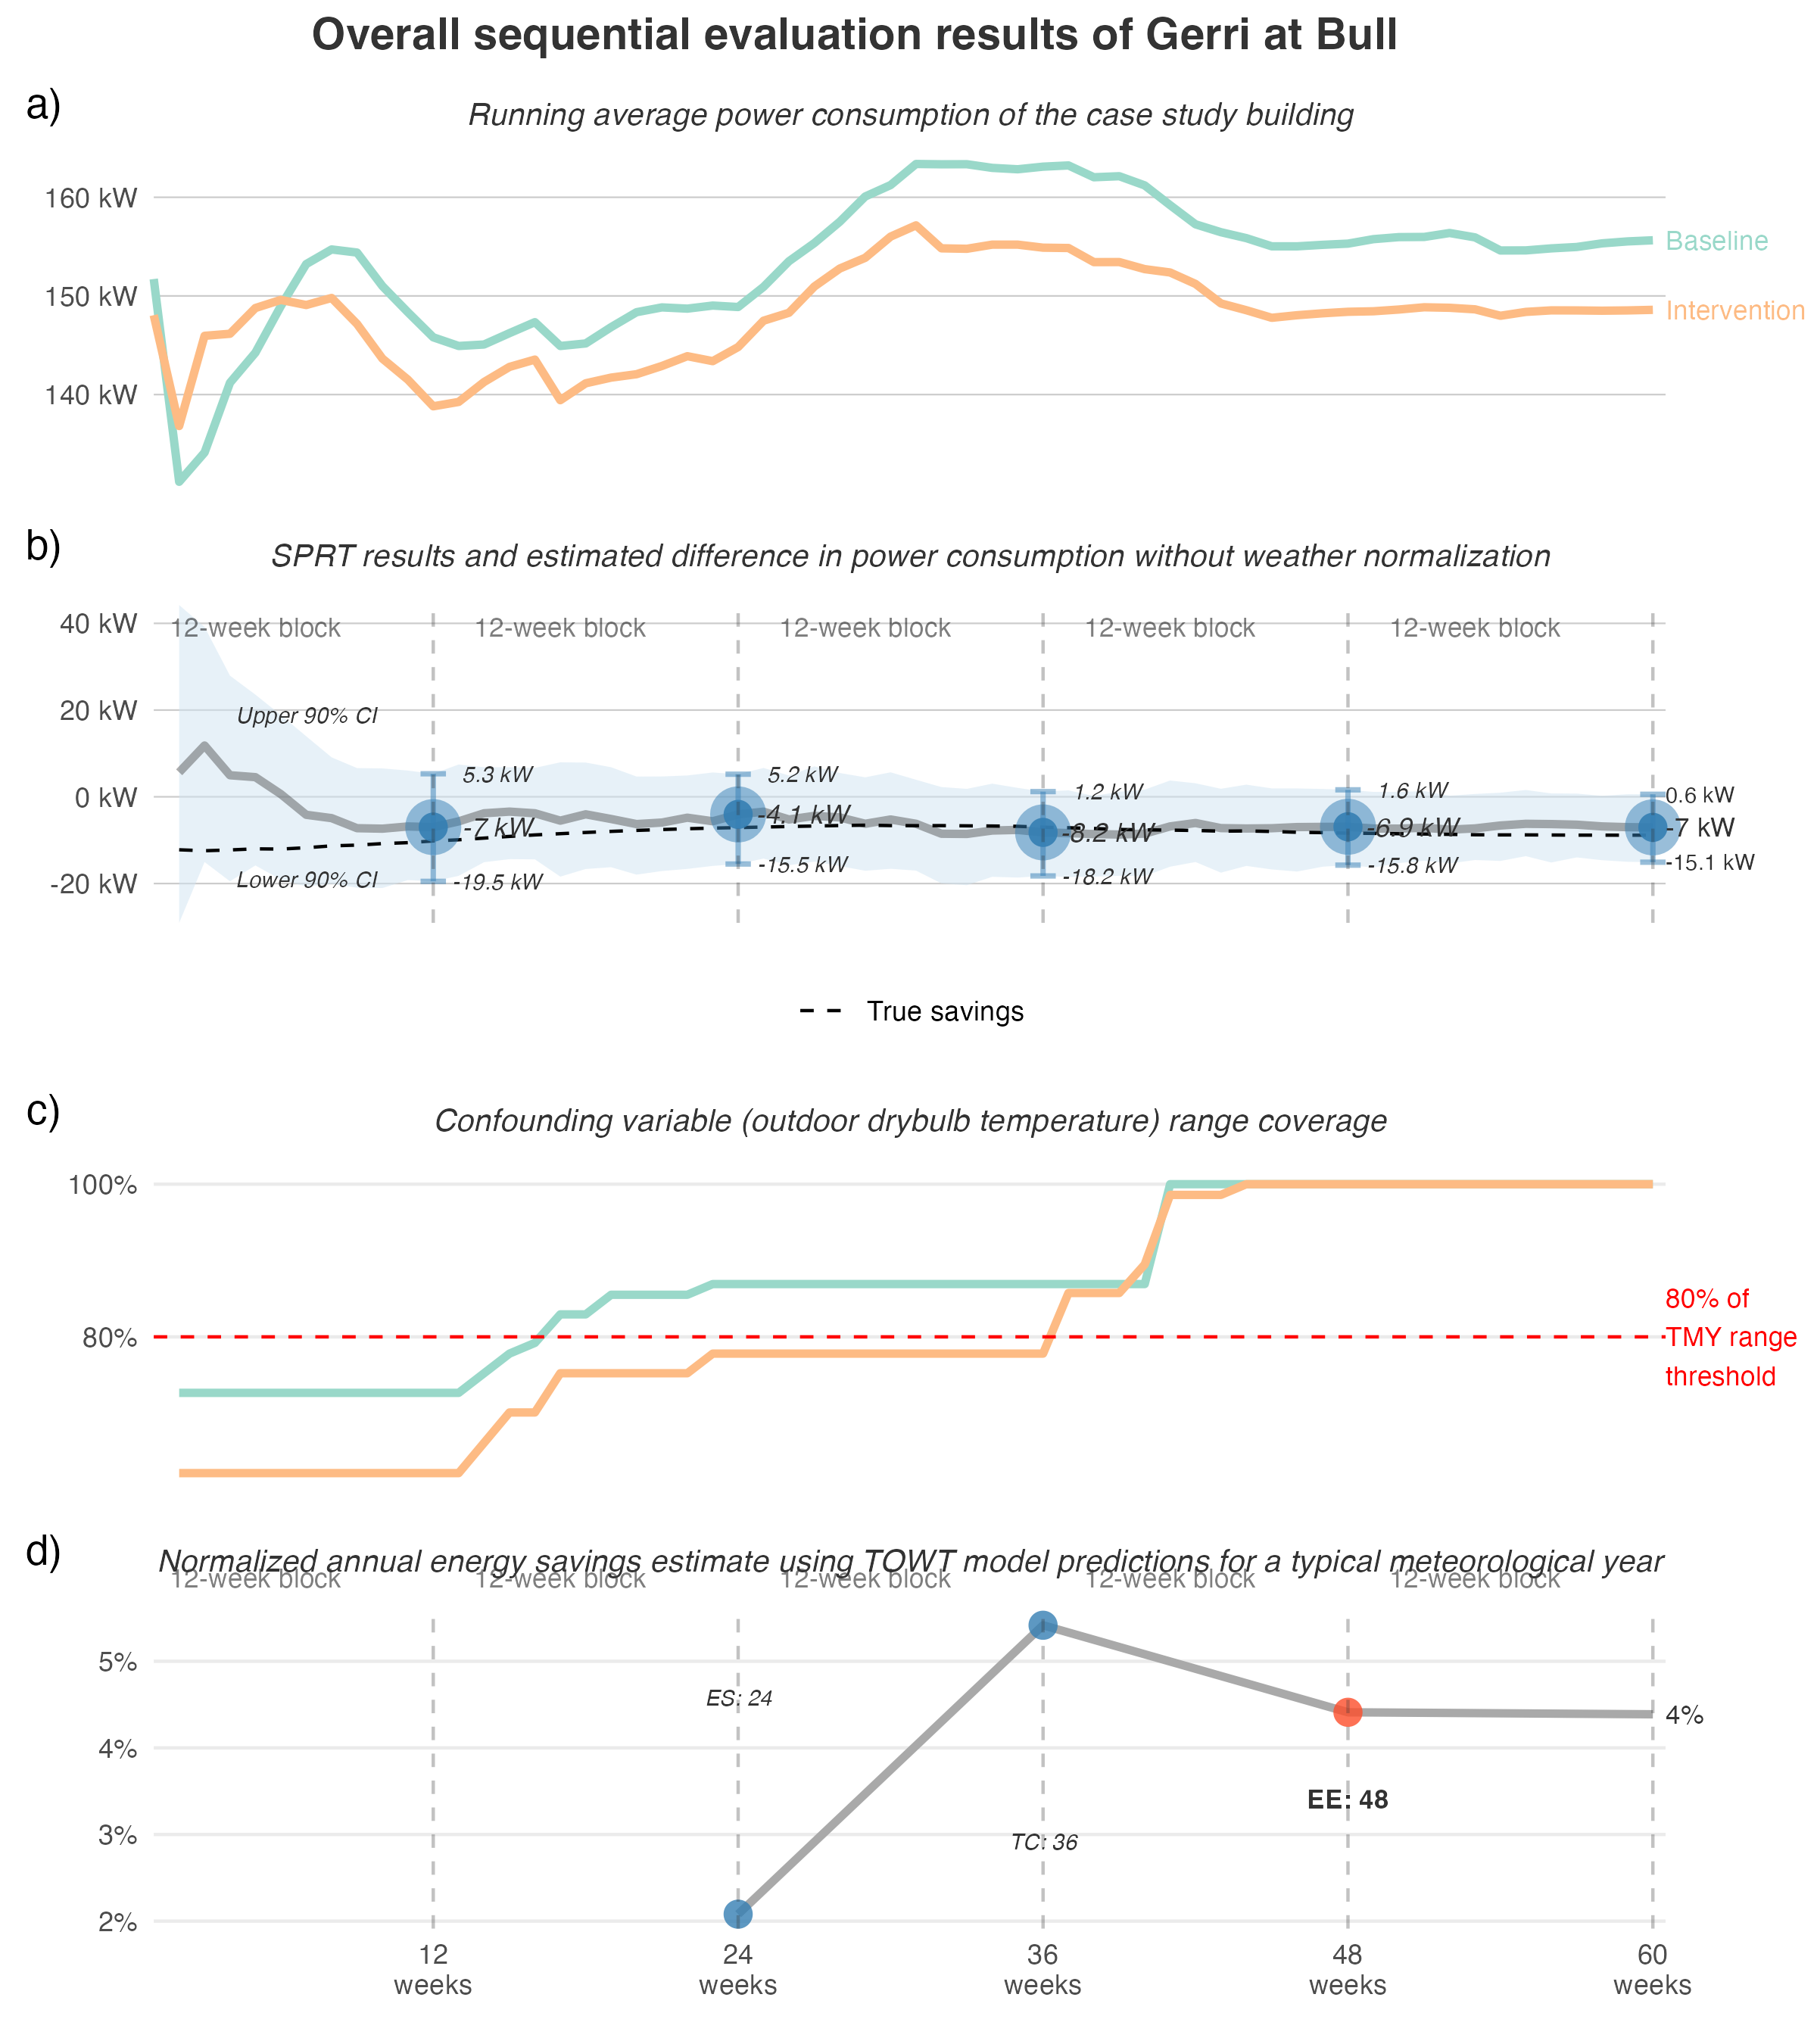 Overall sequential evaluation results of Gerri at Bull
a)
Running average power consumption of the case study building
160 kW
150 kW
140 kW
Baseline
Intervention
b)
SPRT results and estimated difference in power consumption without weather normalization
40 kW
20 kW
0 kW
-20 kW
12-week block
12-week block
12-week block
12-week block
12-week block
Upper 90% CI
Lower 90% CI
5.3 kW
-7 kW
-19.5 kW
5.2 kW
-4.1 kW
-15.5 kW
1.2 kW
-8.2 kW
-18.2 kW
1.6 kW
-6.9 kW
-15.8 kW
0.6 kW
-7 kW
-15.1 kW
True savings
c)
Confounding variable (outdoor drybulb temperature) range coverage
100%
80%
80% of
TMY range
threshold
d)
Normalized annual energy savings estimate using TOWT model predictions for a typical meteorological year
12-week block
12-week block
12-week block
12-week block
12-week block
5%
4%
3%
2%
ES: 24
TC: 36
EE: 48
4%
12
weeks
24
weeks
36
weeks
48
weeks
60
weeks